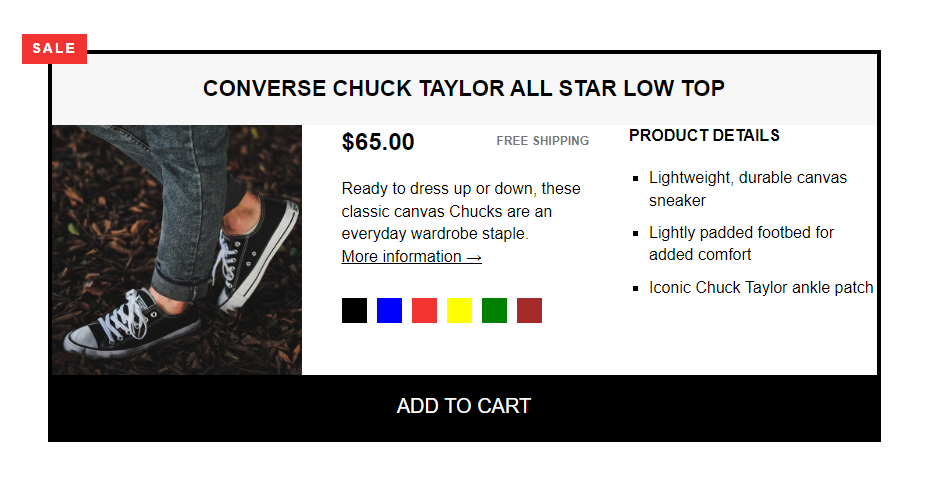 SALE
CONVERSE CHUCK TAYLOR ALL STAR LOW TOP
$65.00
FREE SHIPPING
Ready to dress up or down, these
classic canvas Chucks are an
everyday wardrobe staple.
More information →
PRODUCT DETAILS
▪ Lightweight, durable canvas
sneaker
▪ Lightly padded footbed for
added comfort
▪ Iconic Chuck Taylor ankle patch
ADD TO CART